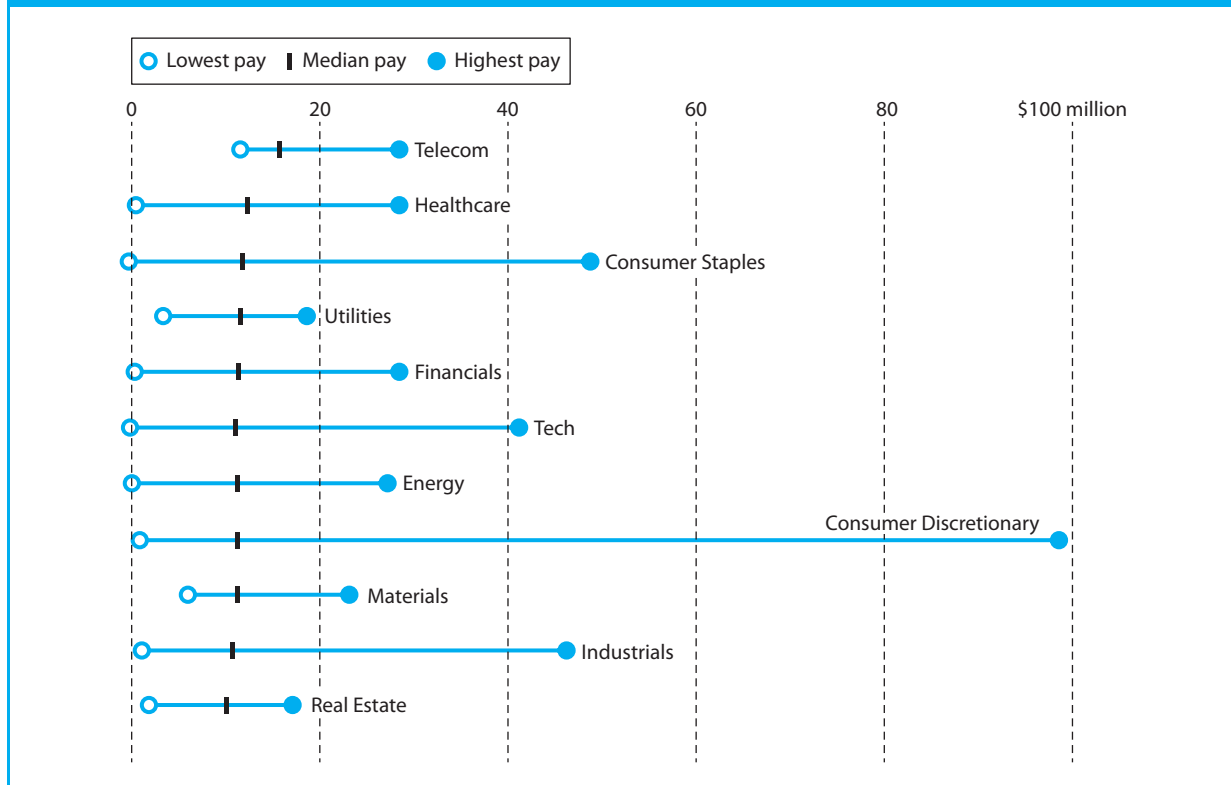 Lowest pay Median pay Highest pay
0 20 40 60 80 $100 million
Telecom
Healthcare
Consumer Staples
Utilities
Financials
Tech
Energy
Consumer Discretionary
Materials
Industrials
Real Estate